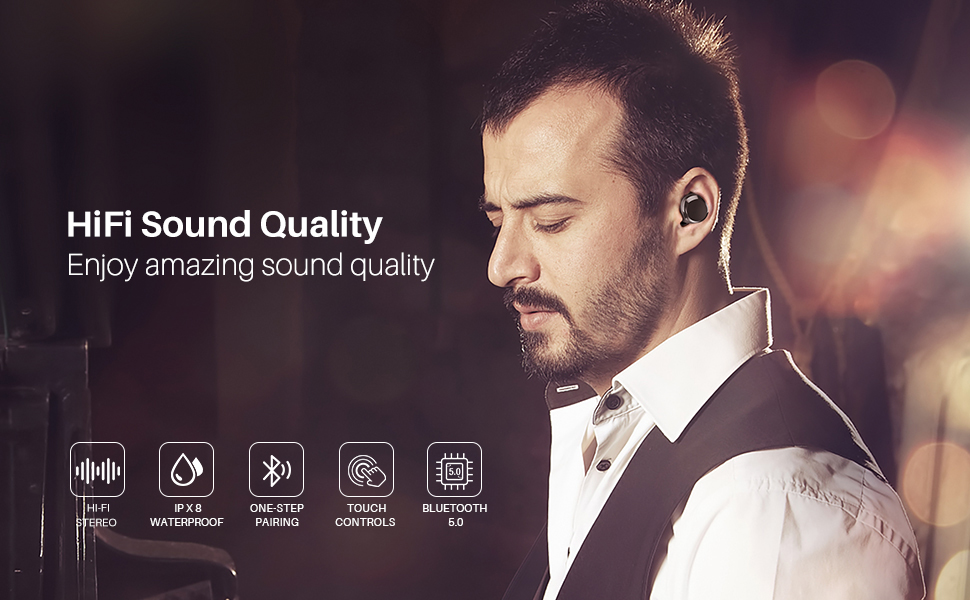 HiFi Sound Quality
Enjoy amazing sound quality
HI-FI
STEREO
IP X 8
WATERPROOF
ONE-STEP
PAIRING
TOUCH
CONTROLS
5.0
BLUETOOTH
5.0